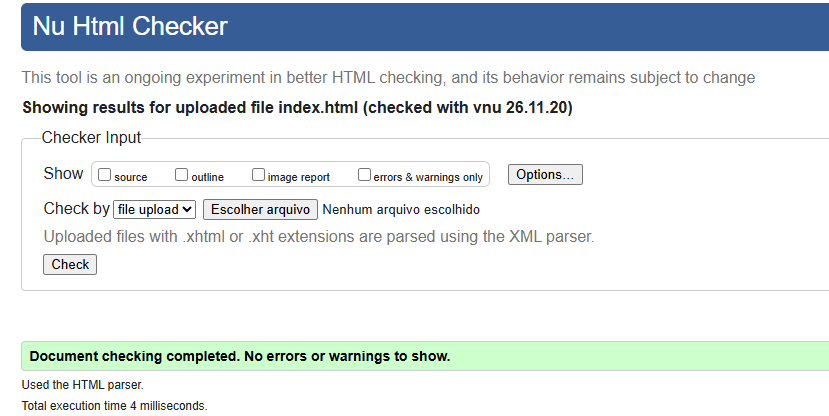 Nu Html Checker
This tool is an ongoing experiment in better HTML checking, and its behavior remains subject to change
Showing results for uploaded file index.html (checked with vnu 26.11.20)
Checker Input
Show source outline image report errors & warnings only Options...
Check by file upload Escolher arquivo Nenhum arquivo escolhido
Uploaded files with .xhtml or .xht extensions are parsed using the XML parser.
Check
Document checking completed. No errors or warnings to show.
Used the HTML parser.
Total execution time 4 milliseconds.